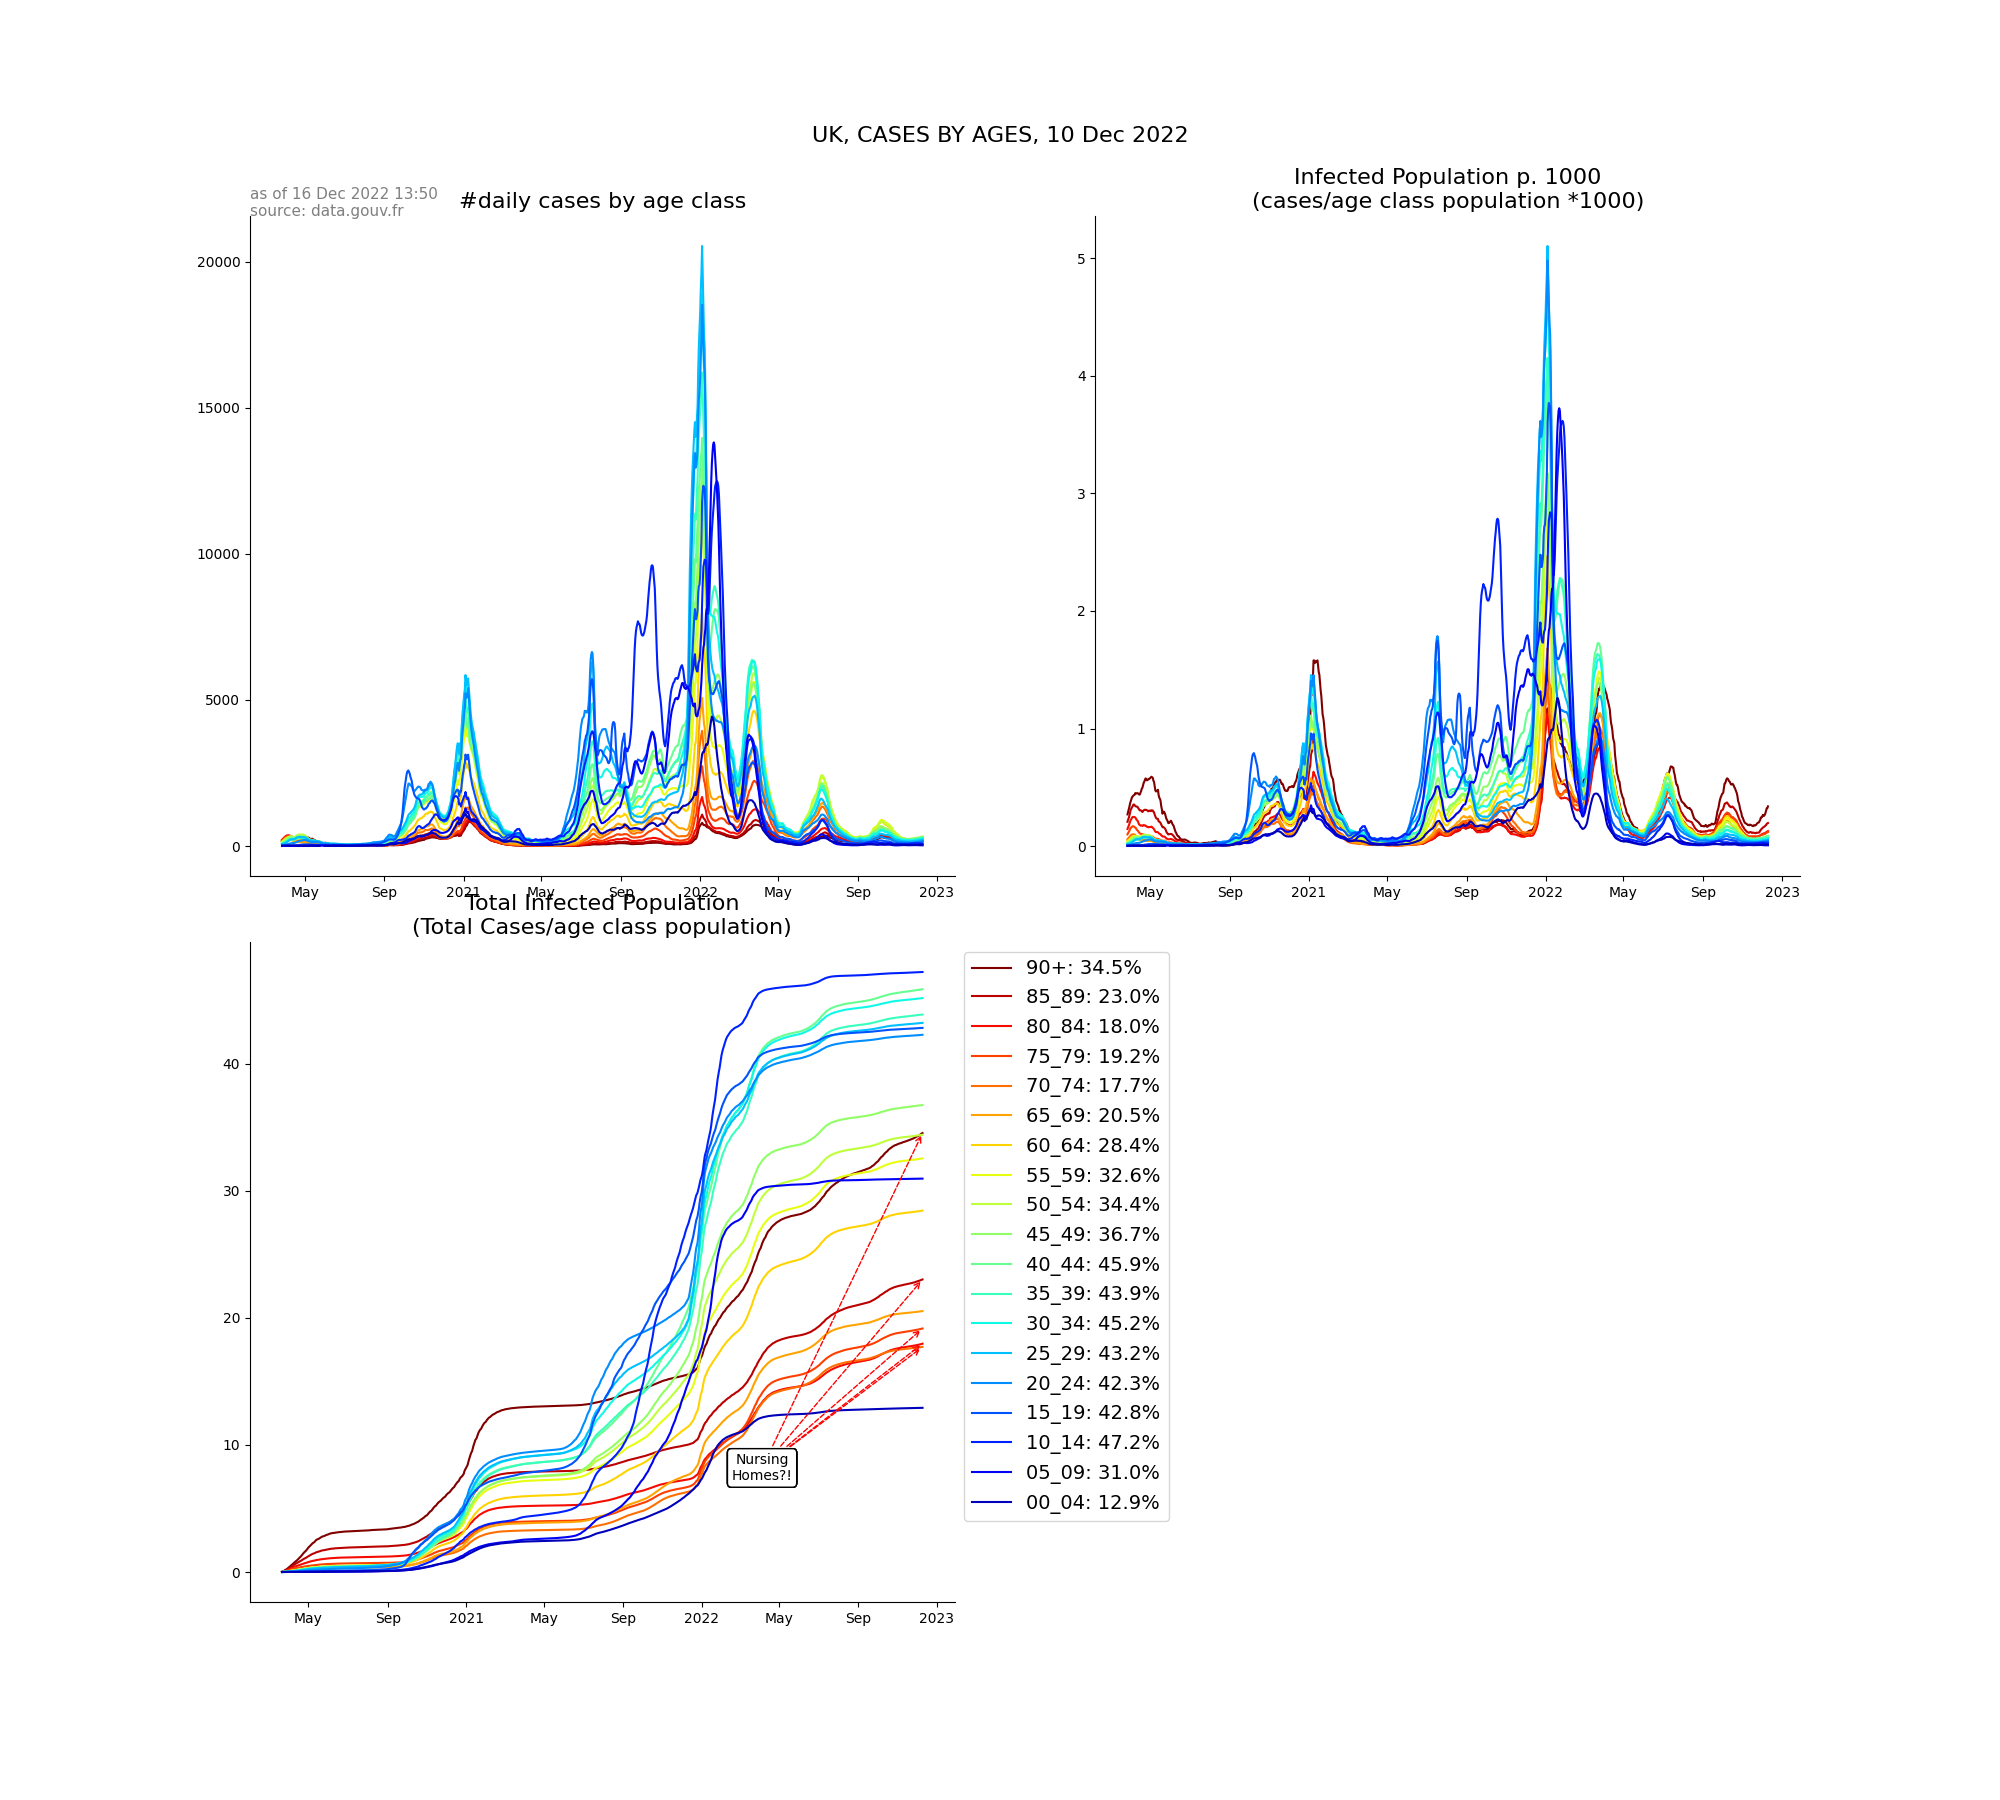 UK, CASES BY AGES, 10 Dec 2022
as of 16 Dec 2022 13:50
source: data.gouv.fr
#daily cases by age class
20000
15000
10000
5000
0
May Sep 2021 May Sep 2022 May Sep 2023
Infected Population p. 1000
(cases/age class population *1000)
5
4
3
2
1
0
May Sep 2021 May Sep 2022 May Sep 2023
Total Infected Population
(Total Cases/age class population)
40
30
20
10
0
Nursing
Homes?!
May Sep 2021 May Sep 2022 May Sep 2023
90+: 34.5%
85_89: 23.0%
80_84: 18.0%
75_79: 19.2%
70_74: 17.7%
65_69: 20.5%
60_64: 28.4%
55_59: 32.6%
50_54: 34.4%
45_49: 36.7%
40_44: 45.9%
35_39: 43.9%
30_34: 45.2%
25_29: 43.2%
20_24: 42.3%
15_19: 42.8%
10_14: 47.2%
05_09: 31.0%
00_04: 12.9%